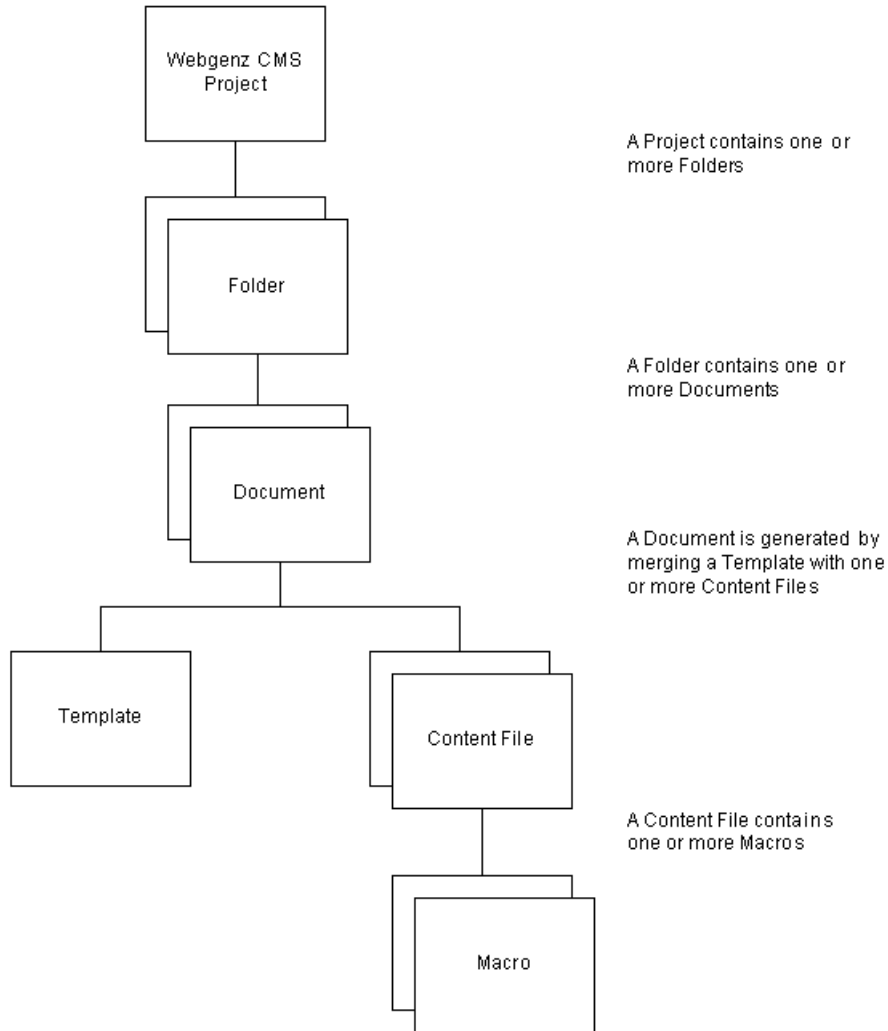 Webgenz CMS
Project
A Project contains one or
more Folders
Folder
A Folder contains one or
more Documents
Document
A Document is generated by
merging a Template with one
or more Content Files
Template
Content File
A Content File contains
one or more Macros
Macro